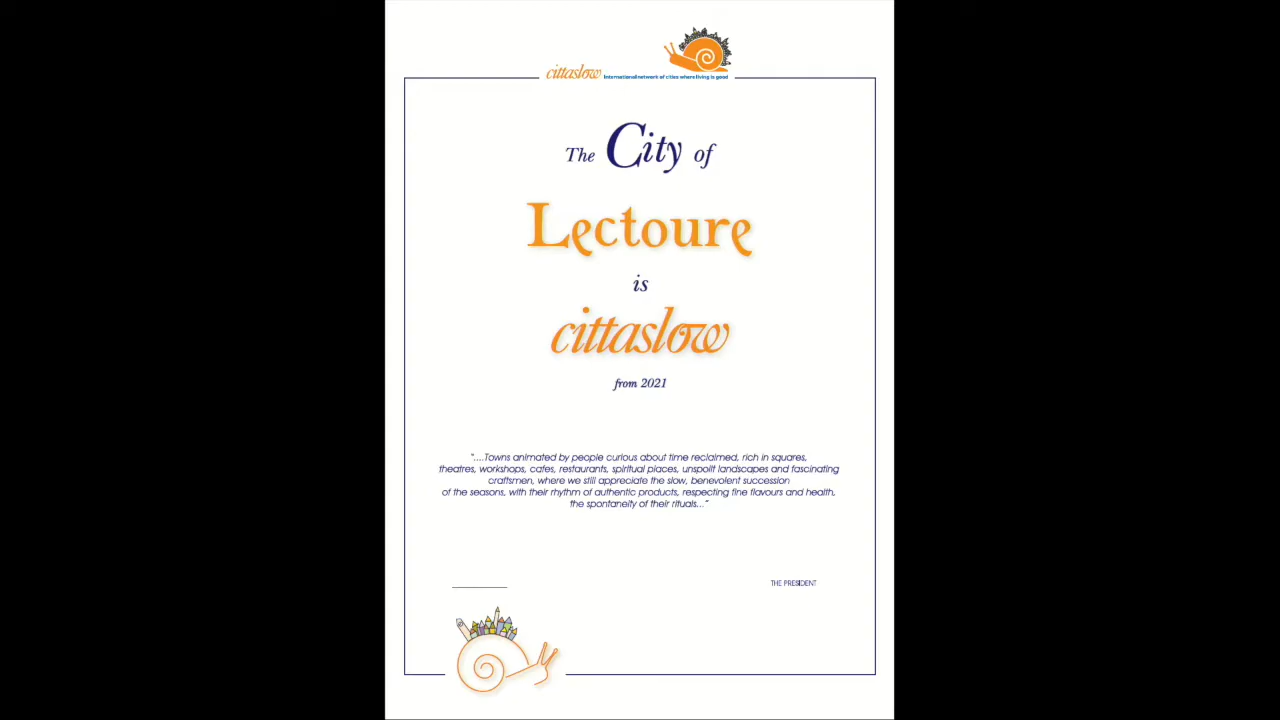 cittaslow International network of cities where living is good
The City of
Lectoure
is
cittaslow
from 2021
"....Towns animated by people curious about time reclaimed, rich in squares,
theatres, workshops, cafes, restaurants, spiritual places, unspoilt landscapes and fascinating
craftsmen, where we still appreciate the slow, benevolent succession
of the seasons, with their rhythm of authentic products, respecting fine flavours and health,
the spontaneity of their rituals..."
THE PRESIDENT